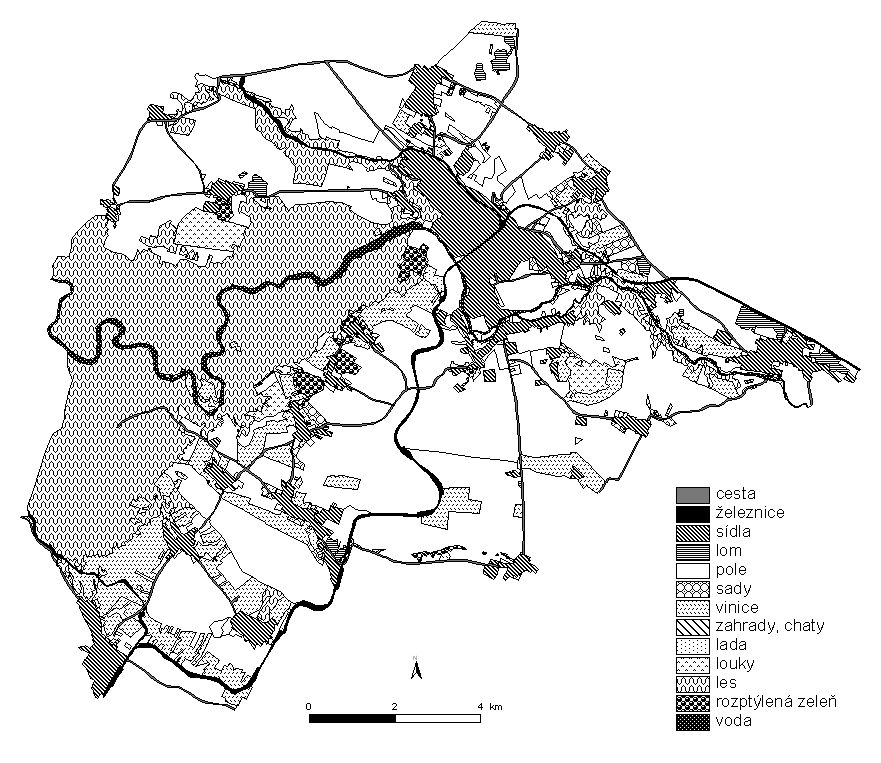 cesta
železnice
sídla
lom
pole
sady
vinice
zahrady, chaty
lada
louky
les
rozptýlená zeleň
voda
N
0 2 4 km